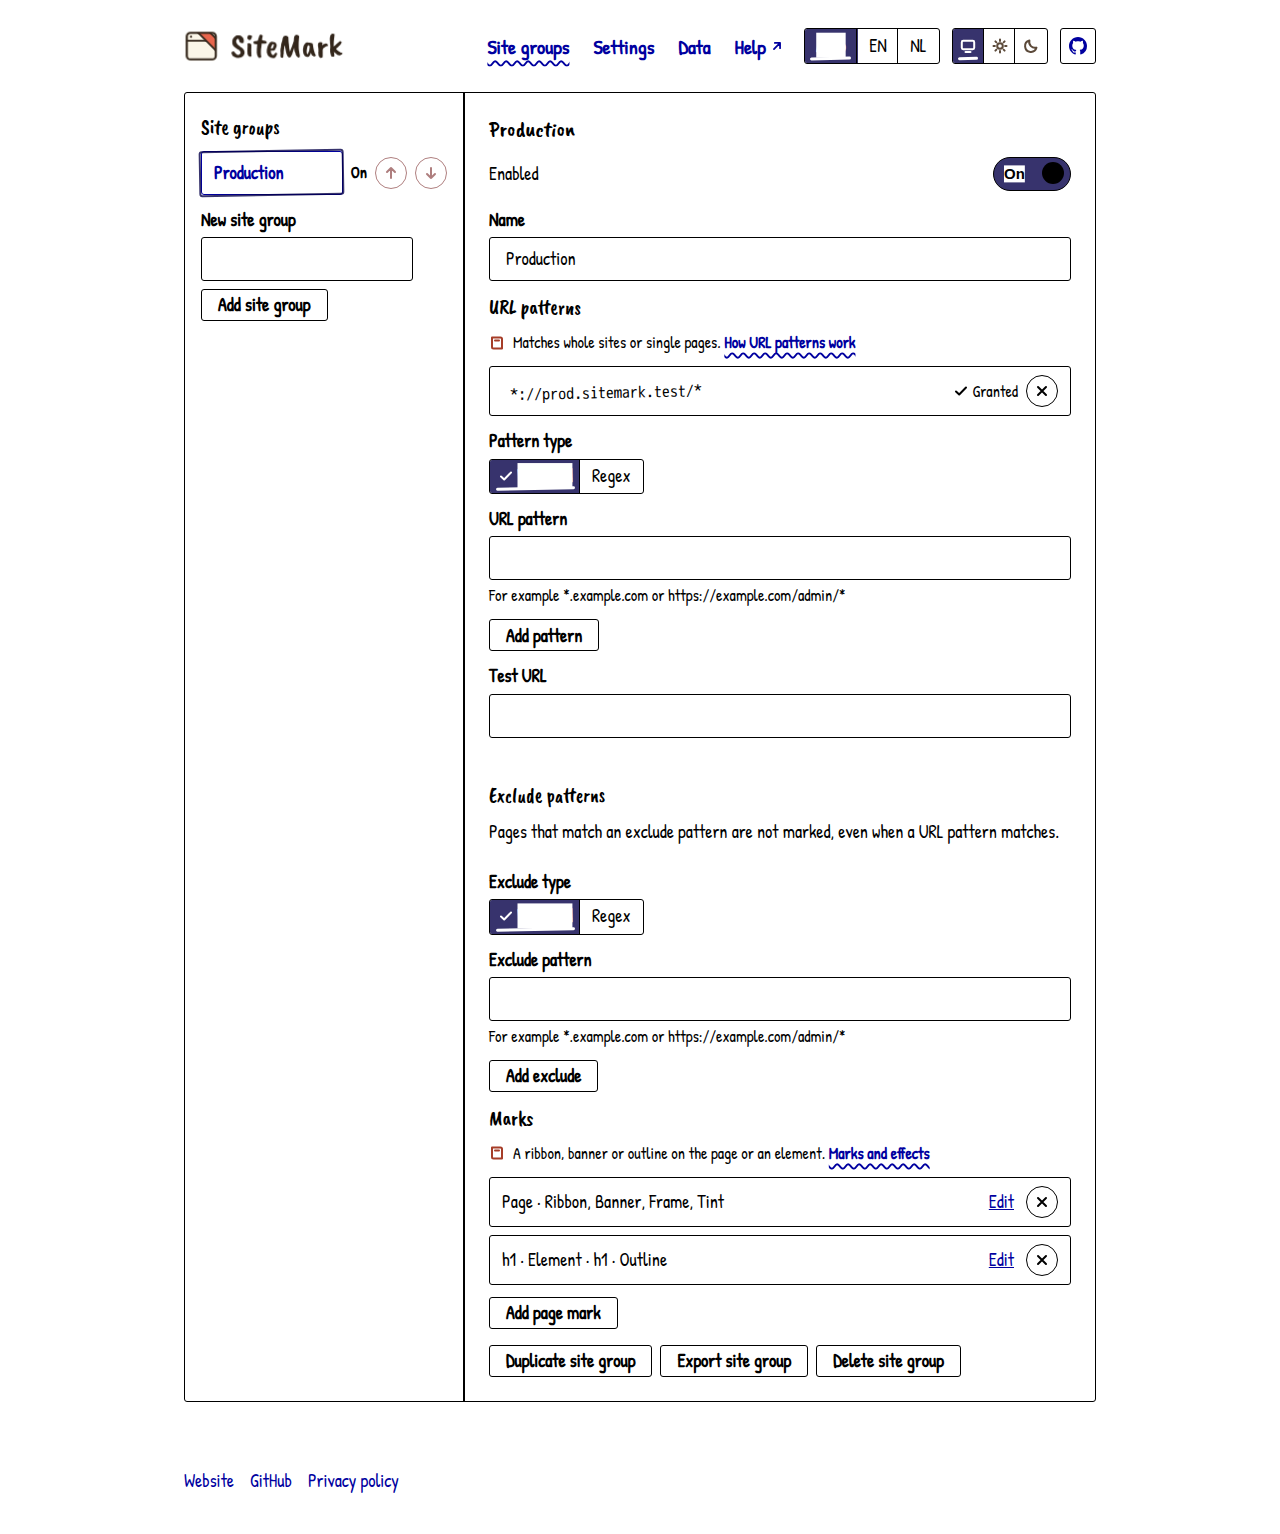 SiteMark
Site groups Settings Data Help EN NL
Site groups
Production On
New site group
Add site group
Production
Enabled On
Name
Production
URL patterns
Matches whole sites or single pages. How URL patterns work
*://prod.sitemark.test/* Granted
Pattern type
Regex
URL pattern
For example *.example.com or https://example.com/admin/*
Add pattern
Test URL
Exclude patterns
Pages that match an exclude pattern are not marked, even when a URL pattern matches.
Exclude type
Regex
Exclude pattern
For example *.example.com or https://example.com/admin/*
Add exclude
Marks
A ribbon, banner or outline on the page or an element. Marks and effects
Page · Ribbon, Banner, Frame, Tint Edit
h1 · Element · h1 · Outline Edit
Add page mark
Duplicate site group Export site group Delete site group
Website GitHub Privacy policy